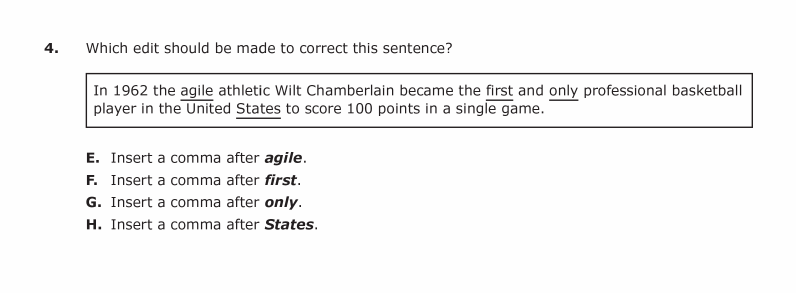 4. Which edit should be made to correct this sentence?
In 1962 the agile athletic Wilt Chamberlain became the first and only professional basketball
player in the United States to score 100 points in a single game.
E. Insert a comma after agile.
F. Insert a comma after first.
G. Insert a comma after only.
H. Insert a comma after States.